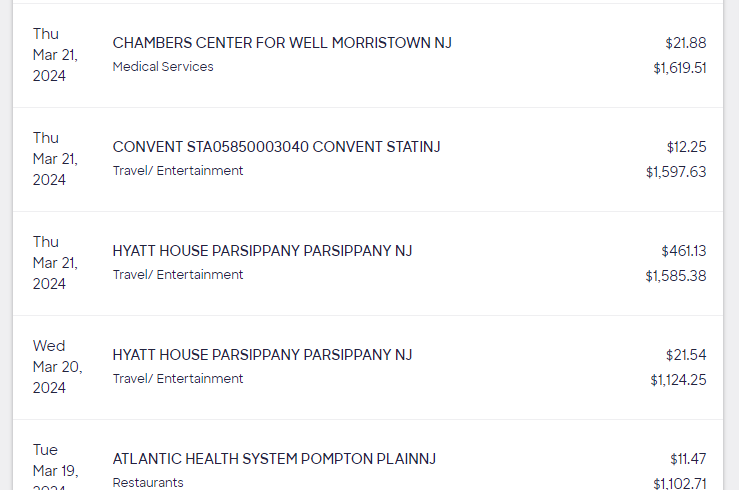 Thu
Mar 21,
2024
CHAMBERS CENTER FOR WELL MORRISTOWN NJ
Medical Services
$21.88
$1,619.51
Thu
Mar 21,
2024
CONVENT STA05850003040 CONVENT STATINJ
Travel/ Entertainment
$12.25
$1,597.63
Thu
Mar 21,
2024
HYATT HOUSE PARSIPPANY PARSIPPANY NJ
Travel/ Entertainment
$461.13
$1,585.38
Wed
Mar 20,
2024
HYATT HOUSE PARSIPPANY PARSIPPANY NJ
Travel/ Entertainment
$21.54
$1,124.25
Tue
Mar 19,
2024
ATLANTIC HEALTH SYSTEM POMPTON PLAINNJ
Restaurants
$11.47
$1,102.71